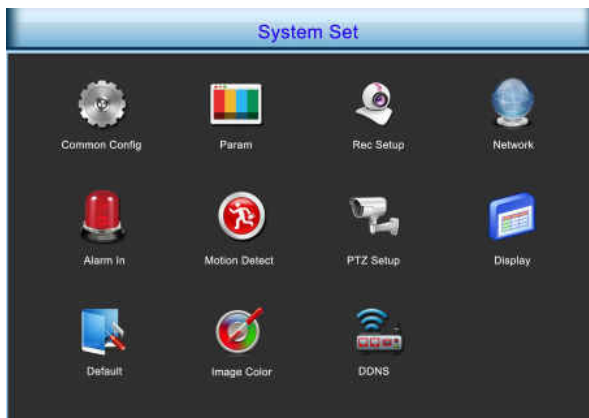 System Set
Common Config
Param
Rec Setup
Network
Alarm In
Motion Detect
PTZ Setup
Display
Default
Image Color
DDNS